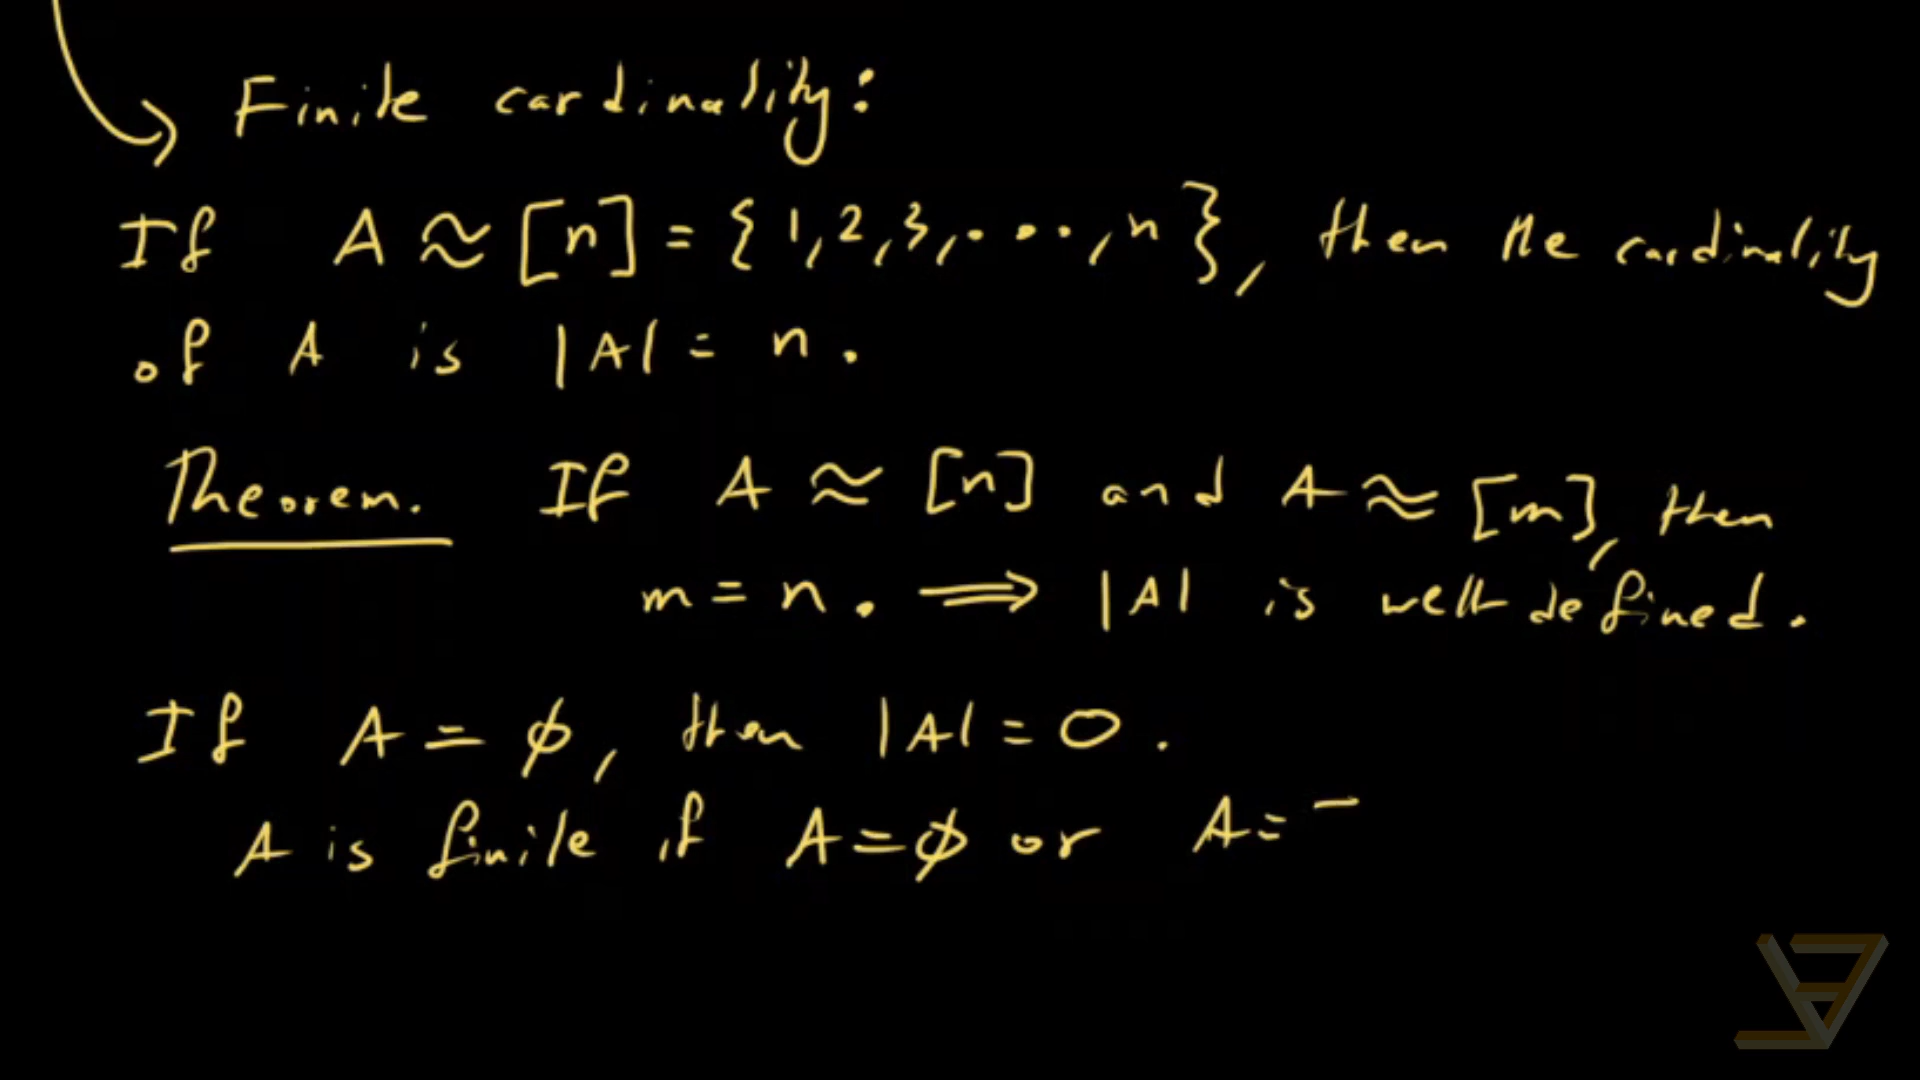 Finite cardinality:
If A ≈ [n] = {1,2,3,...,n}, then the cardinality
of A is |A| = n.
Theorem. If A ≈ [n] and A ≈ [m], then
m = n. ⟹ |A| is well-defined.
If A = ∅, then |A| = 0.
A is finite if A = ∅ or A =